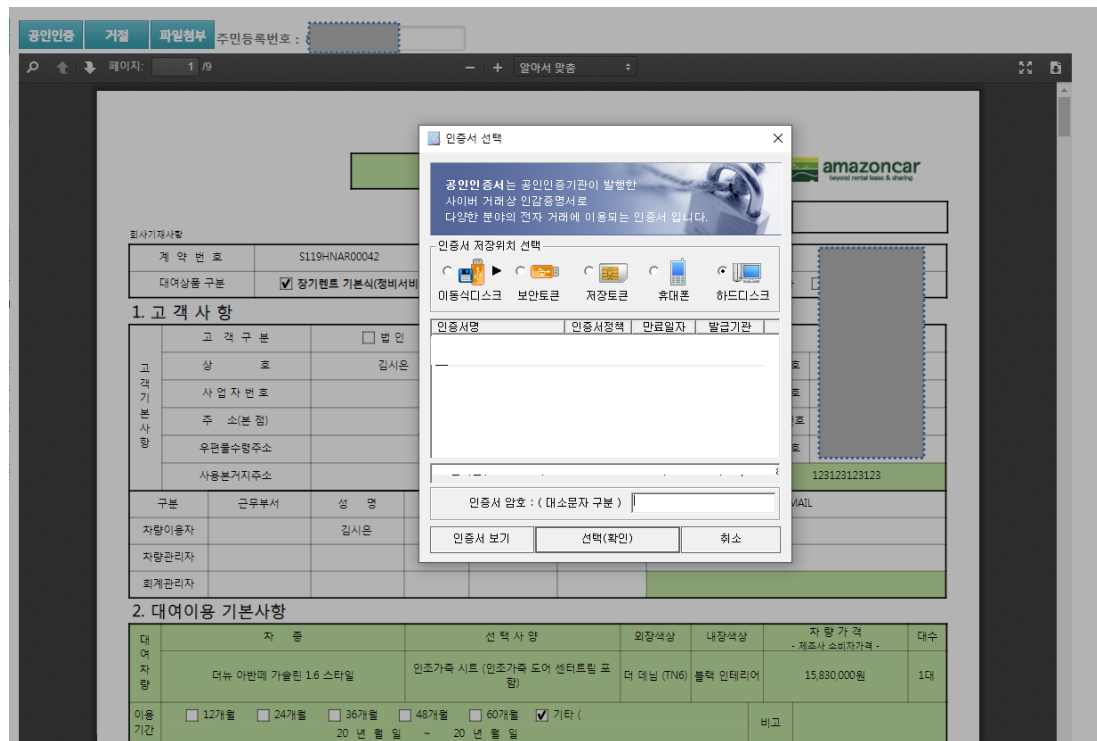 공인인증 거절 파일첨부 주민등록번호 :
페이지: 1 /9 − + 알아서 맞춤
인증서 선택
amazoncar
beyond rental lease & sharing
공인인증서는 공인인증기관이 발행한
사이버 거래상 인감증명서로
다양한 분야의 전자 거래에 이용되는 인증서 입니다.
회사기재사항
계 약 번 호 S119HNAR00042
대여상품 구분 장기렌트 기본식(정비서비
인증서 저장위치 선택
이동식디스크 보안토큰 저장토큰 휴대폰 하드디스크
인증서명 인증서정책 만료일자 발급기관
1. 고 객 사 항
고객기본사항
고 객 구 분 법 인
상 호 김시은 호
사 업 자 번 호 호
주 소(본 점) 호
우편물수령주소 호
사용본거지주소 123123123123
인증서 암호 : ( 대소문자 구분 )
인증서 보기 선택(확인) 취소
구분 근무부서 성 명 MAIL
차량이용자 김시은
차량관리자
회계관리자
2. 대여이용 기본사항
대여차량
차 종 선 택 사 양 외장색상 내장색상 차 량 가 격 대수
- 제조사 소비자가격 -
더뉴 아반떼 가솔린 1.6 스타일 인조가죽 시트 (인조가죽 도어 센터트림 포 더 데님 (TN6) 블랙 인테리어 15,830,000원 1대
함)
이용 12개월 24개월 36개월 48개월 60개월 기타 ( 비고
기간 20 년 월 일 ~ 20 년 월 일